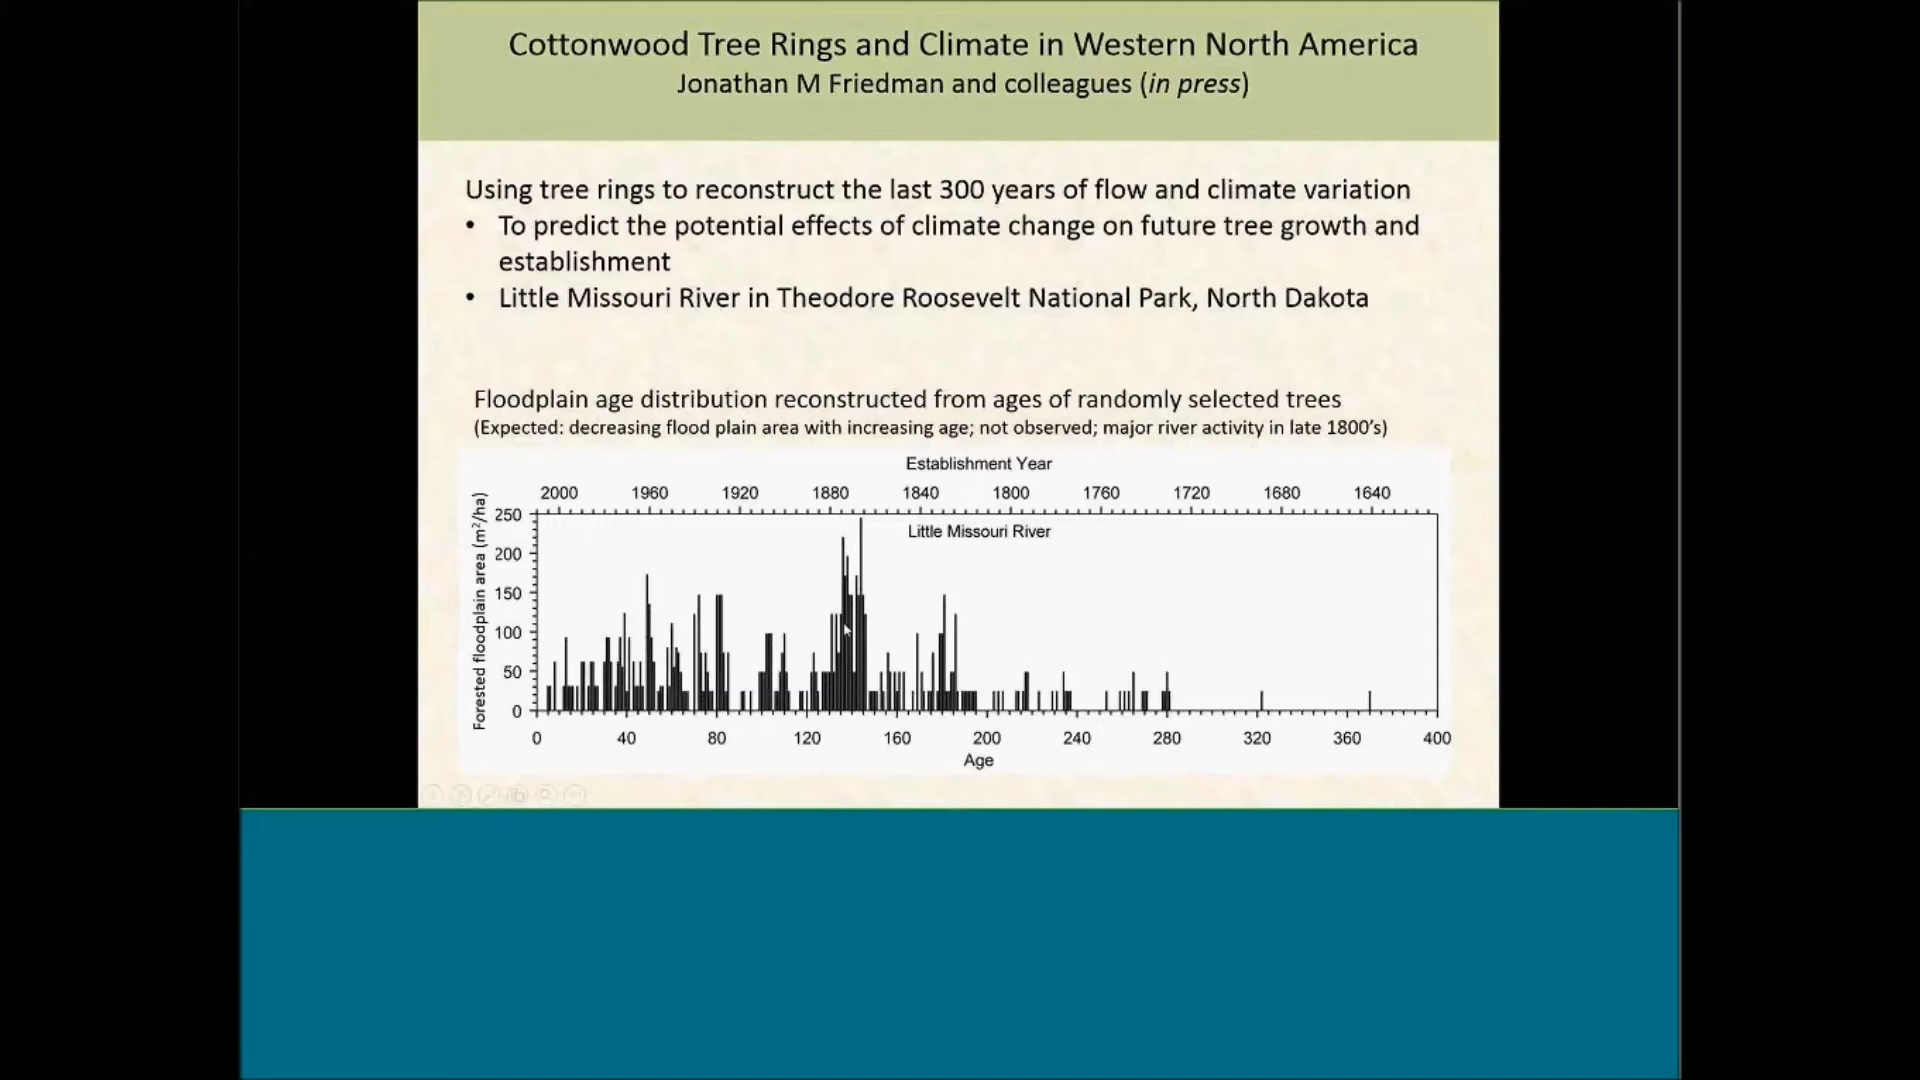 Cottonwood Tree Rings and Climate in Western North America
Jonathan M Friedman and colleagues (in press)
Using tree rings to reconstruct the last 300 years of flow and climate variation
• To predict the potential effects of climate change on future tree growth and
establishment
• Little Missouri River in Theodore Roosevelt National Park, North Dakota
Floodplain age distribution reconstructed from ages of randomly selected trees
(Expected: decreasing flood plain area with increasing age; not observed; major river activity in late 1800's)
Establishment Year
2000 1960 1920 1880 1840 1800 1760 1720 1680 1640
Little Missouri River
Forested floodplain area (m²/ha)
250
200
150
100
50
0
0 40 80 120 160 200 240 280 320 360 400
Age